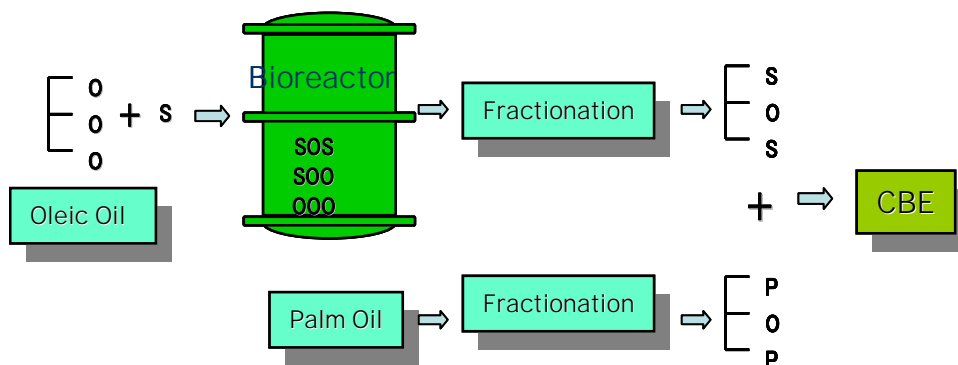 O
O
O
+ S
Oleic Oil
Bioreactor
SOS
SOO
OOO
Fractionation
S
O
S
+
CBE
Palm Oil
Fractionation
P
O
P